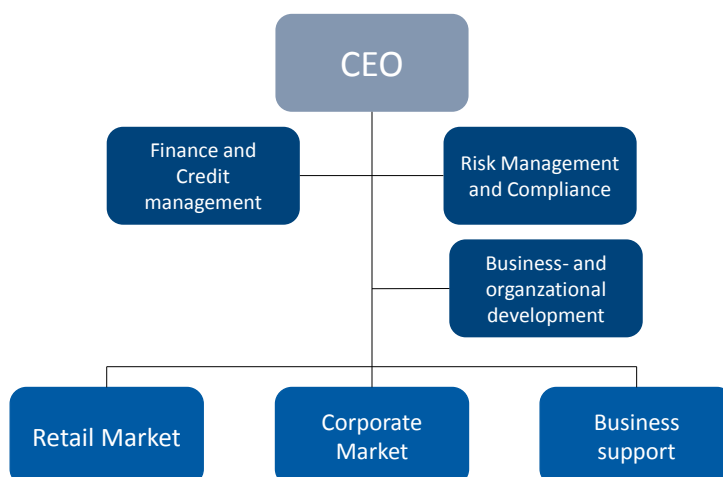 CEO
Finance and
Credit
management
Risk Management
and Compliance
Business- and
organzational
development
Retail Market
Corporate
Market
Business
support